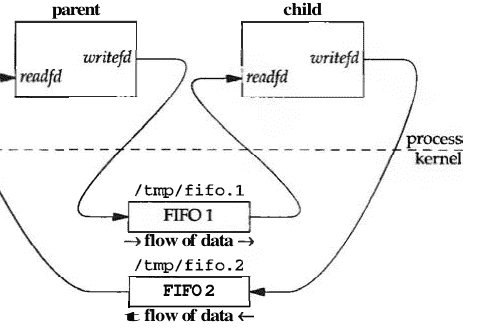 parent
child
writefd
writefd
readfd
readfd
process
kernel
/tmp/fifo.1
FIFO 1
→ flow of data →
/tmp/fifo.2
FIFO 2
← flow of data ←